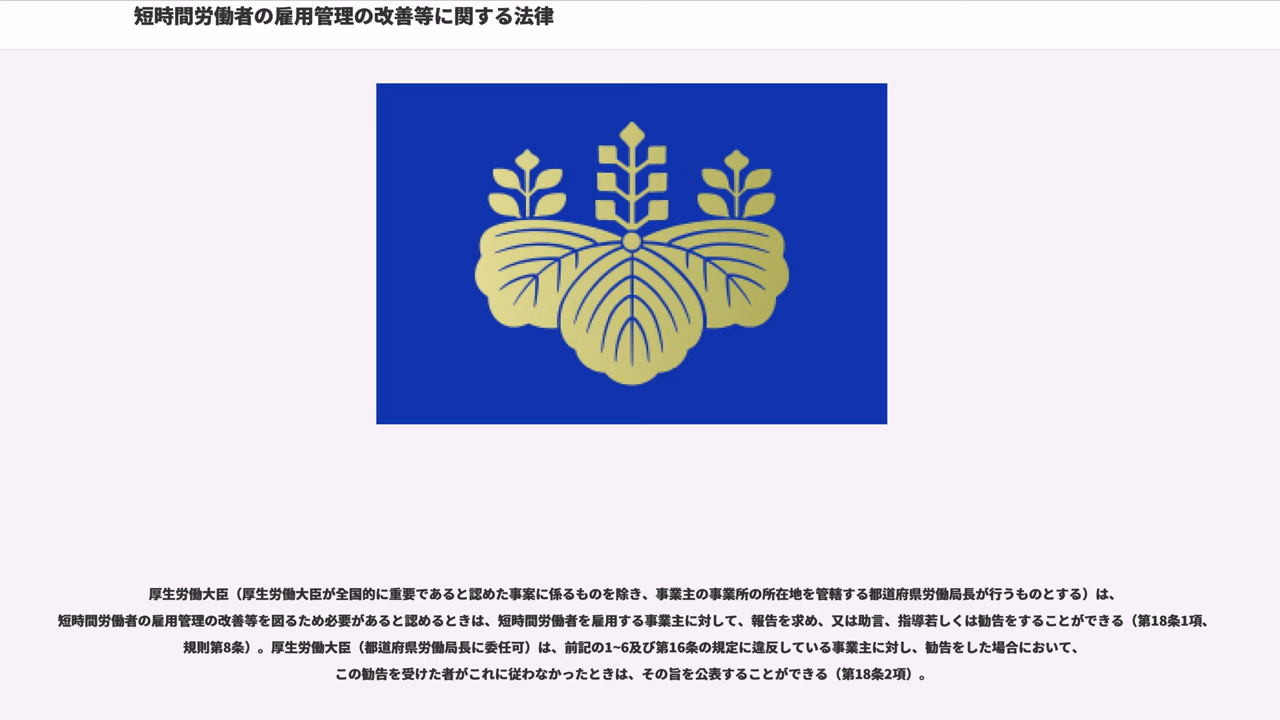 短時間労働者の雇用管理の改善等に関する法律
厚生労働大臣（厚生労働大臣が全国的に重要であると認めた事案に係るものを除き、事業主の事業所の所在地を管轄する都道府県労働局長が行うものとする）は、
短時間労働者の雇用管理の改善等を図るため必要があると認めるときは、短時間労働者を雇用する事業主に対して、報告を求め、又は助言、指導若しくは勧告をすることができる（第18条1項、
規則第8条）。厚生労働大臣（都道府県労働局長に委任可）は、前記の1~6及び第16条の規定に違反している事業主に対し、勧告をした場合において、
この勧告を受けた者がこれに従わなかったときは、その旨を公表することができる（第18条2項）。